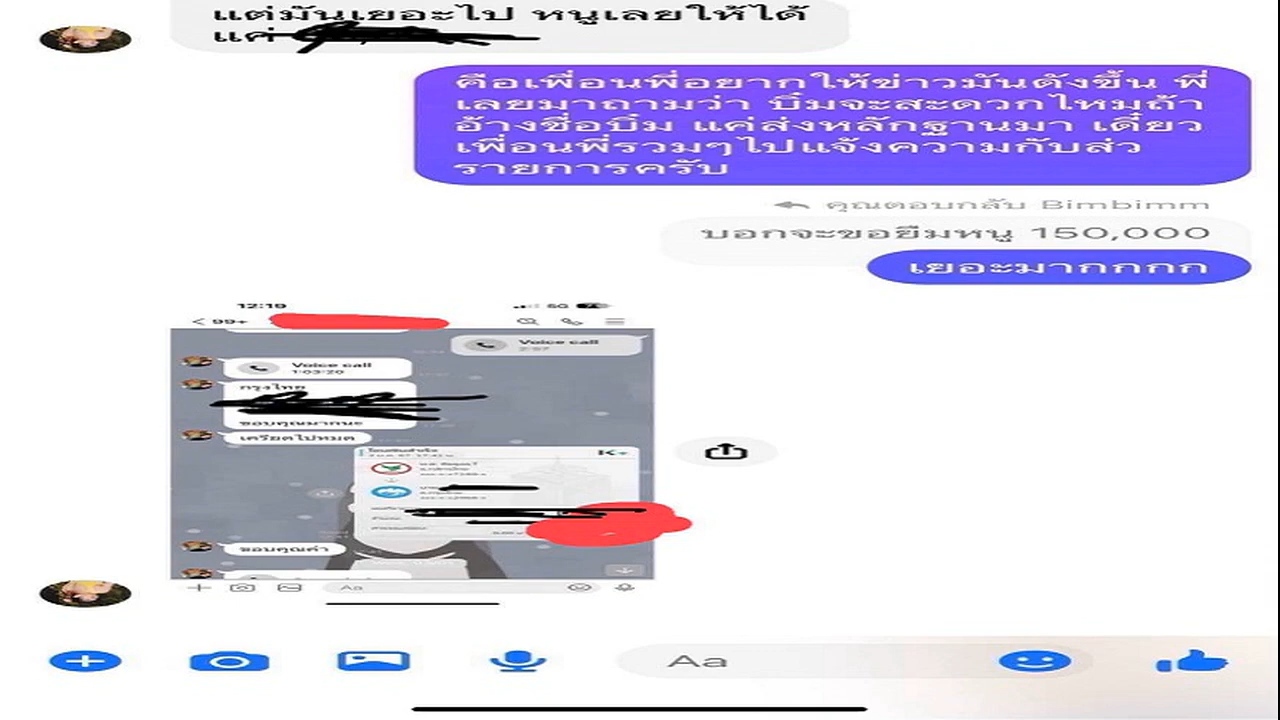 แต่มันเยอะไป หนูเลยให้ได้
แค่
คือเพื่อนพี่อยากให้ข่าวมันดังขึ้น พี่
เลยมาถามว่า บิ๋มจะสะดวกไหมถ้า
อ้างชื่อบิ๋ม แค่ส่งหลักฐานมา เดี๋ยว
เพื่อนพี่รวมๆไปแจ้งความกับส่ว
รายการครับ
คุณตอบกลับ Bimbimm
บอกจะขอยืมหนู 150,000
เยอะมากกกกก
12:19
99+
Voice call
Voice call
1:03:20
กรุงไทย
ขอบคุณมากนะ
เครียดไปหมด
ขอบคุณค่ำ
Aa
Aa